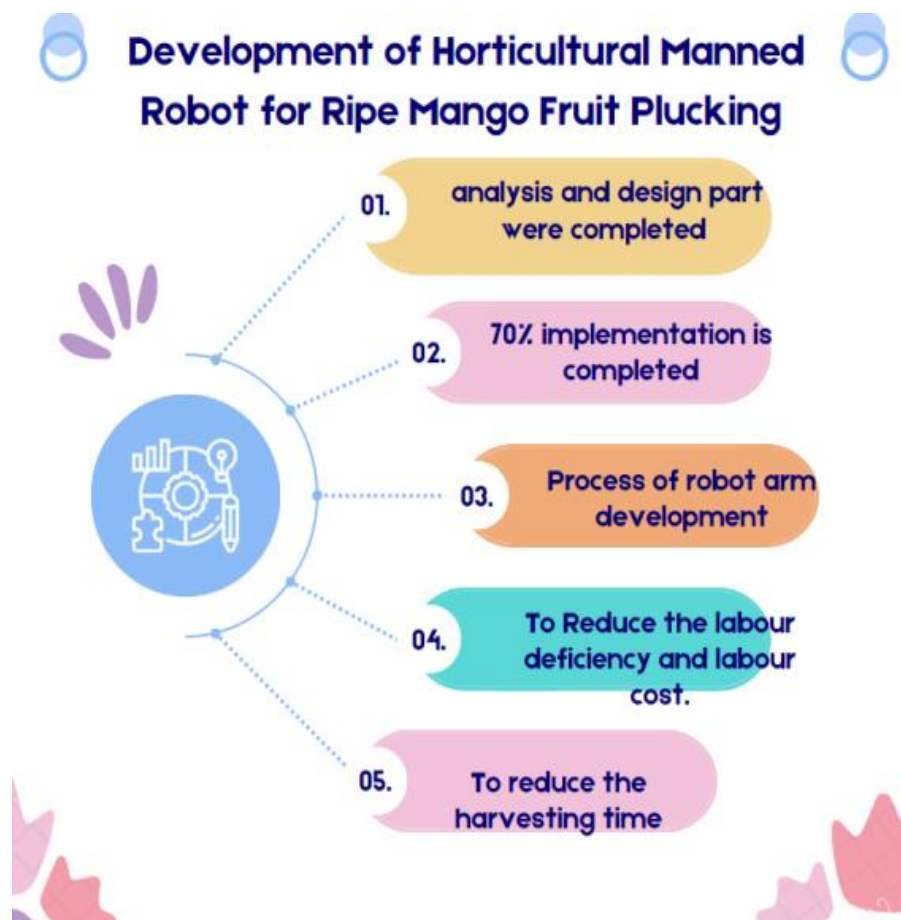 Development of Horticultural Manned
Robot for Ripe Mango Fruit Plucking
01.
analysis and design part
were completed
02.
70% implementation is
completed
03.
Process of robot arm
development
04.
To Reduce the labour
deficiency and labour
cost.
05.
To reduce the
harvesting time